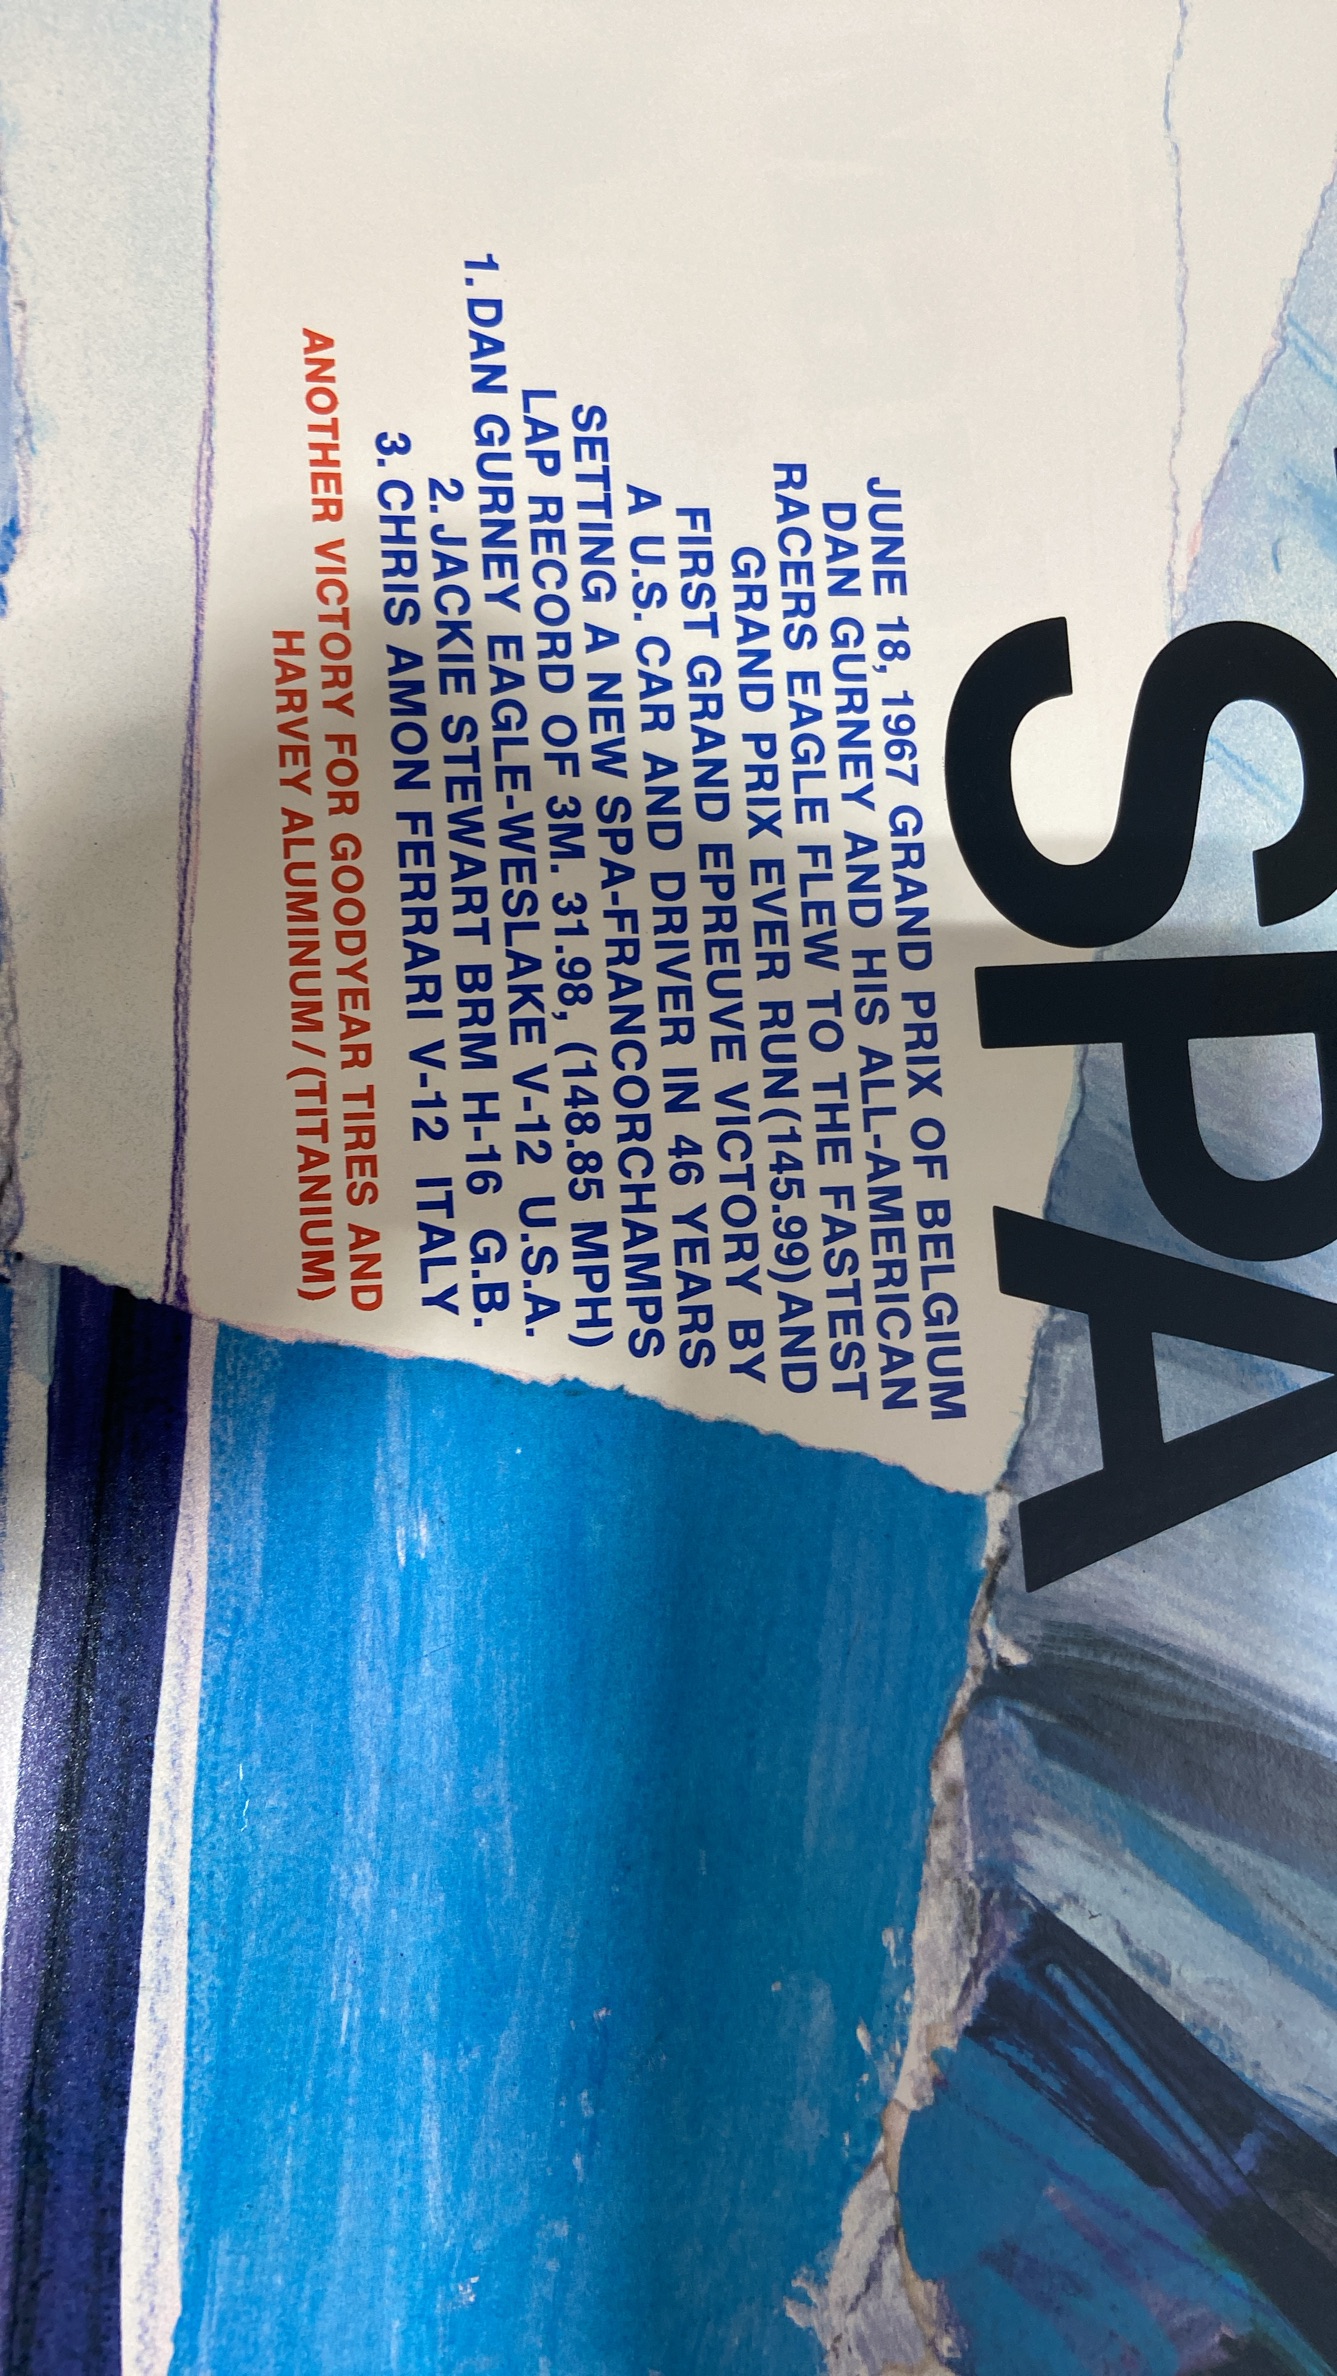 SPA
JUNE 18, 1967 GRAND PRIX OF BELGIUM
DAN GURNEY AND HIS ALL-AMERICAN
RACERS EAGLE FLEW TO THE FASTEST
GRAND PRIX EVER RUN(145.99) AND
FIRST GRAND EPREUVE VICTORY BY
A U.S. CAR AND DRIVER IN 46 YEARS
SETTING A NEW SPA-FRANCORCHAMPS
LAP RECORD OF 3M. 31.98, (148.85 MPH)
1. DAN GURNEY EAGLE-WESLAKE V-12 U.S.A.
2. JACKIE STEWART BRM H-16 G.B.
3. CHRIS AMON FERRARI V-12 ITALY
ANOTHER VICTORY FOR GOODYEAR TIRES AND
HARVEY ALUMINUM / (TITANIUM)